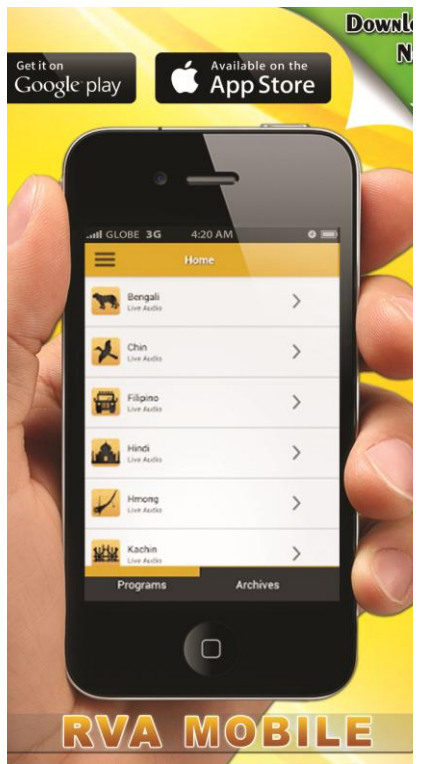 Get it on
Google play
Available on the
App Store
GLOBE 3G 4:20 AM
Home
Bengali
Live Audio
Chin
Live Audio
Filipino
Live Audio
Hindi
Live Audio
Hmong
Live Audio
Kachin
Live Audio
Programs Archives
RVA MOBILE